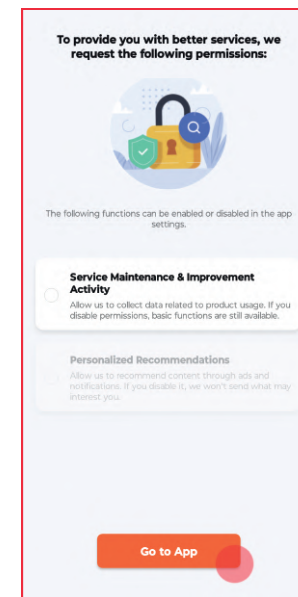 To provide you with better services, we
request the following permissions:
The following functions can be enabled or disabled in the app
settings.
Service Maintenance & Improvement
Activity
Allow us to collect data related to product usage. If you
disable permissions, basic functions are still available.
Personalized Recommendations
Allow us to recommend content through ads and
notifications. If you disable it, we won't send what may
interest you.
Go to App